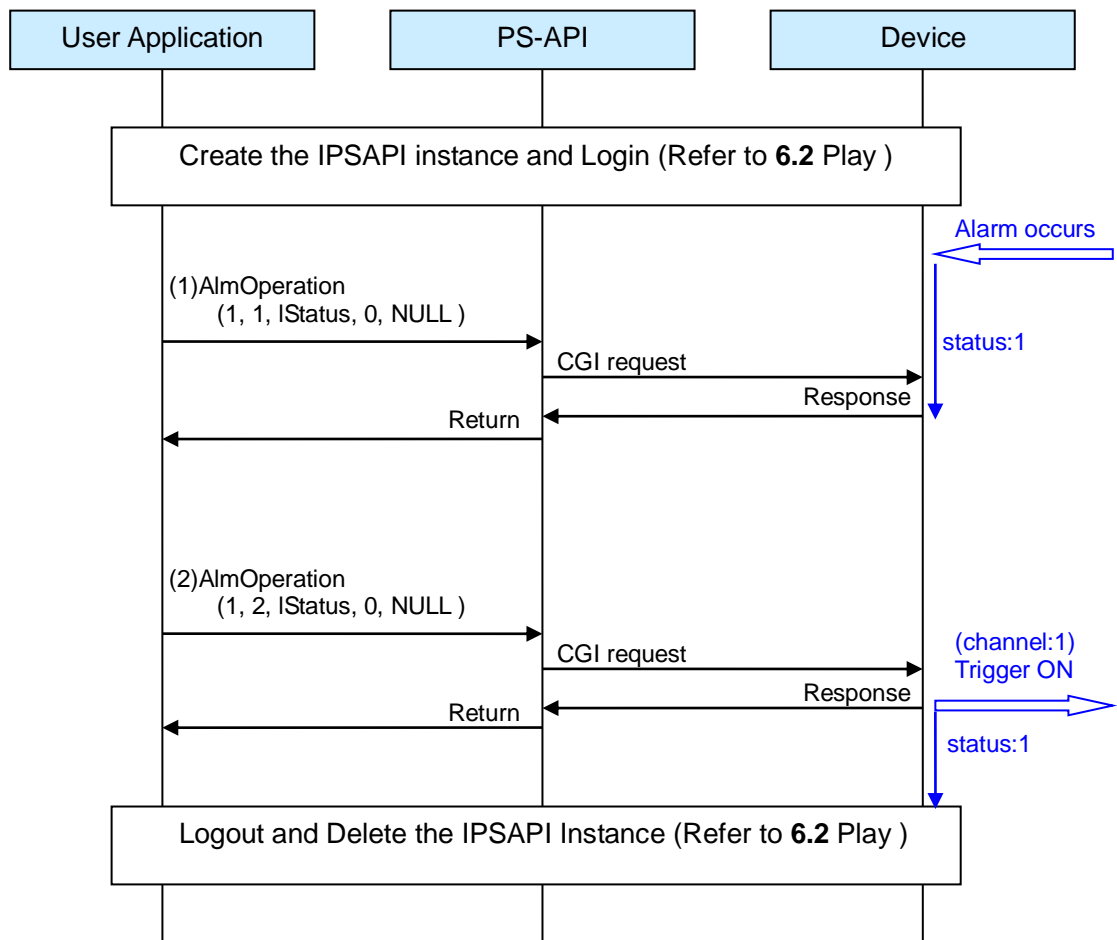 User Application
PS-API
Device
Create the IPSAPI instance and Login (Refer to 6.2 Play )
Alarm occurs
(1)AlmOperation
(1, 1, lStatus, 0, NULL )
status:1
CGI request
Response
Return
(2)AlmOperation
(1, 2, lStatus, 0, NULL )
(channel:1)
CGI request
Trigger ON
Response
Return
status:1
Logout and Delete the IPSAPI Instance (Refer to 6.2 Play )